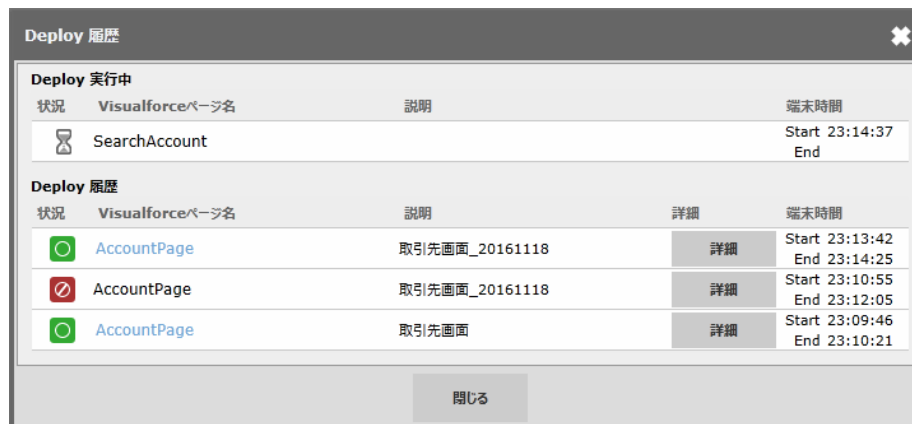 Deploy 履歴
Deploy 実行中
状況 Visualforceページ名 説明 端末時間
SearchAccount Start 23:14:37
End
Deploy 履歴
状況 Visualforceページ名 説明 詳細 端末時間
AccountPage 取引先画面_20161118 詳細 Start 23:13:42
End 23:14:25
AccountPage 取引先画面_20161118 詳細 Start 23:10:55
End 23:12:05
AccountPage 取引先画面 詳細 Start 23:09:46
End 23:10:21
閉じる